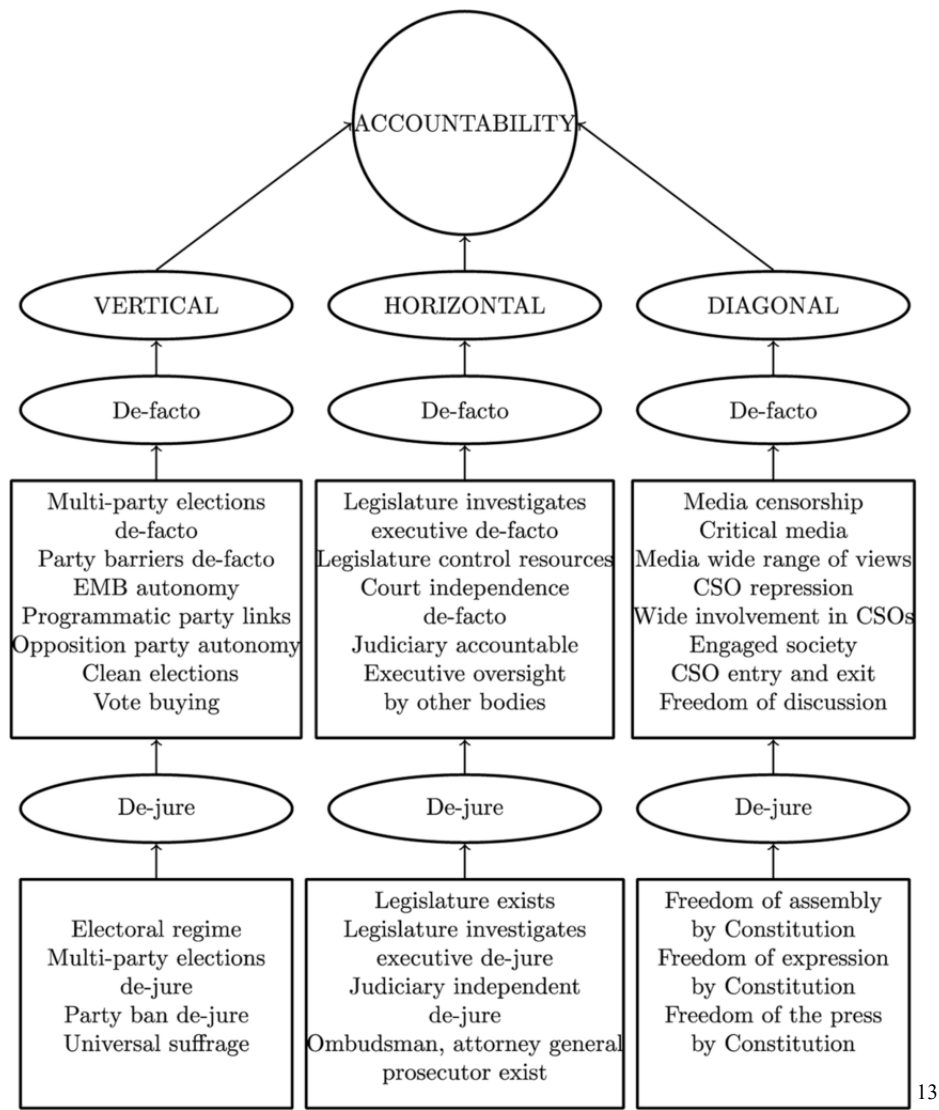 ACCOUNTABILITY
VERTICAL
HORIZONTAL
DIAGONAL
De-facto
De-facto
De-facto
Multi-party elections
de-facto
Party barriers de-facto
EMB autonomy
Programmatic party links
Opposition party autonomy
Clean elections
Vote buying
Legislature investigates
executive de-facto
Legislature control resources
Court independence
de-facto
Judiciary accountable
Executive oversight
by other bodies
Media censorship
Critical media
Media wide range of views
CSO repression
Wide involvement in CSOs
Engaged society
CSO entry and exit
Freedom of discussion
De-jure
De-jure
De-jure
Electoral regime
Multi-party elections
de-jure
Party ban de-jure
Universal suffrage
Legislature exists
Legislature investigates
executive de-jure
Judiciary independent
de-jure
Ombudsman, attorney general
prosecutor exist
Freedom of assembly
by Constitution
Freedom of expression
by Constitution
Freedom of the press
by Constitution
13